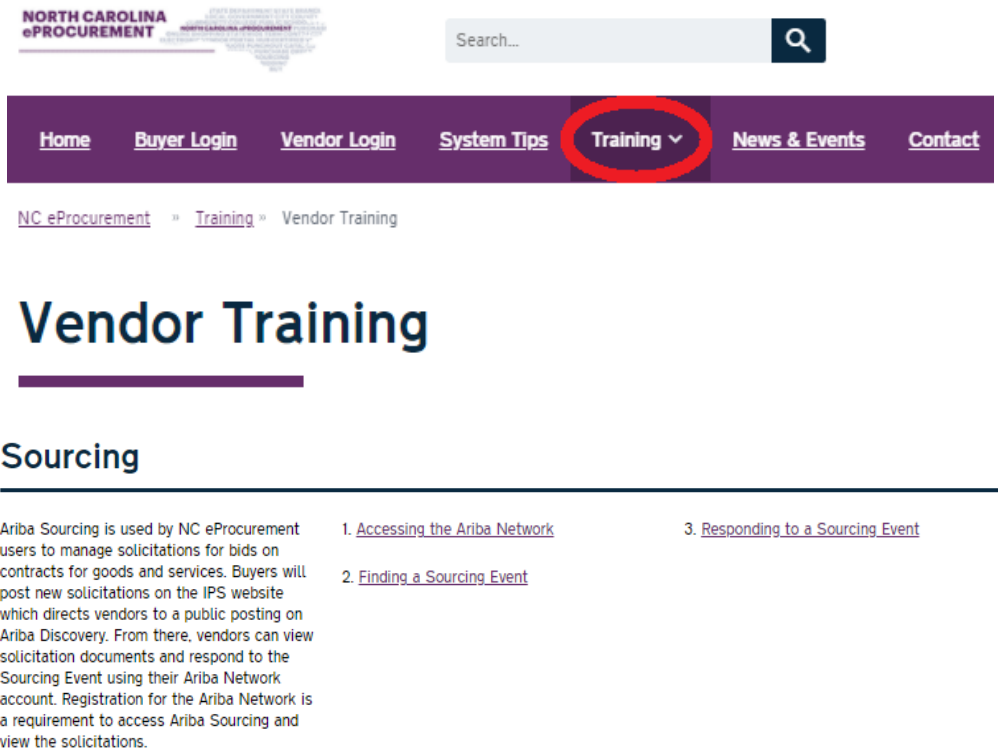 NORTH CAROLINA
ePROCUREMENT
NORTH CAROLINA ePROCUREMENT
Search...
Home Buyer Login Vendor Login System Tips Training News & Events Contact
NC eProcurement » Training » Vendor Training
Vendor Training
Sourcing
Ariba Sourcing is used by NC eProcurement
users to manage solicitations for bids on
contracts for goods and services. Buyers will
post new solicitations on the IPS website
which directs vendors to a public posting on
Ariba Discovery. From there, vendors can view
solicitation documents and respond to the
Sourcing Event using their Ariba Network
account. Registration for the Ariba Network is
a requirement to access Ariba Sourcing and
view the solicitations.
1. Accessing the Ariba Network
2. Finding a Sourcing Event
3. Responding to a Sourcing Event